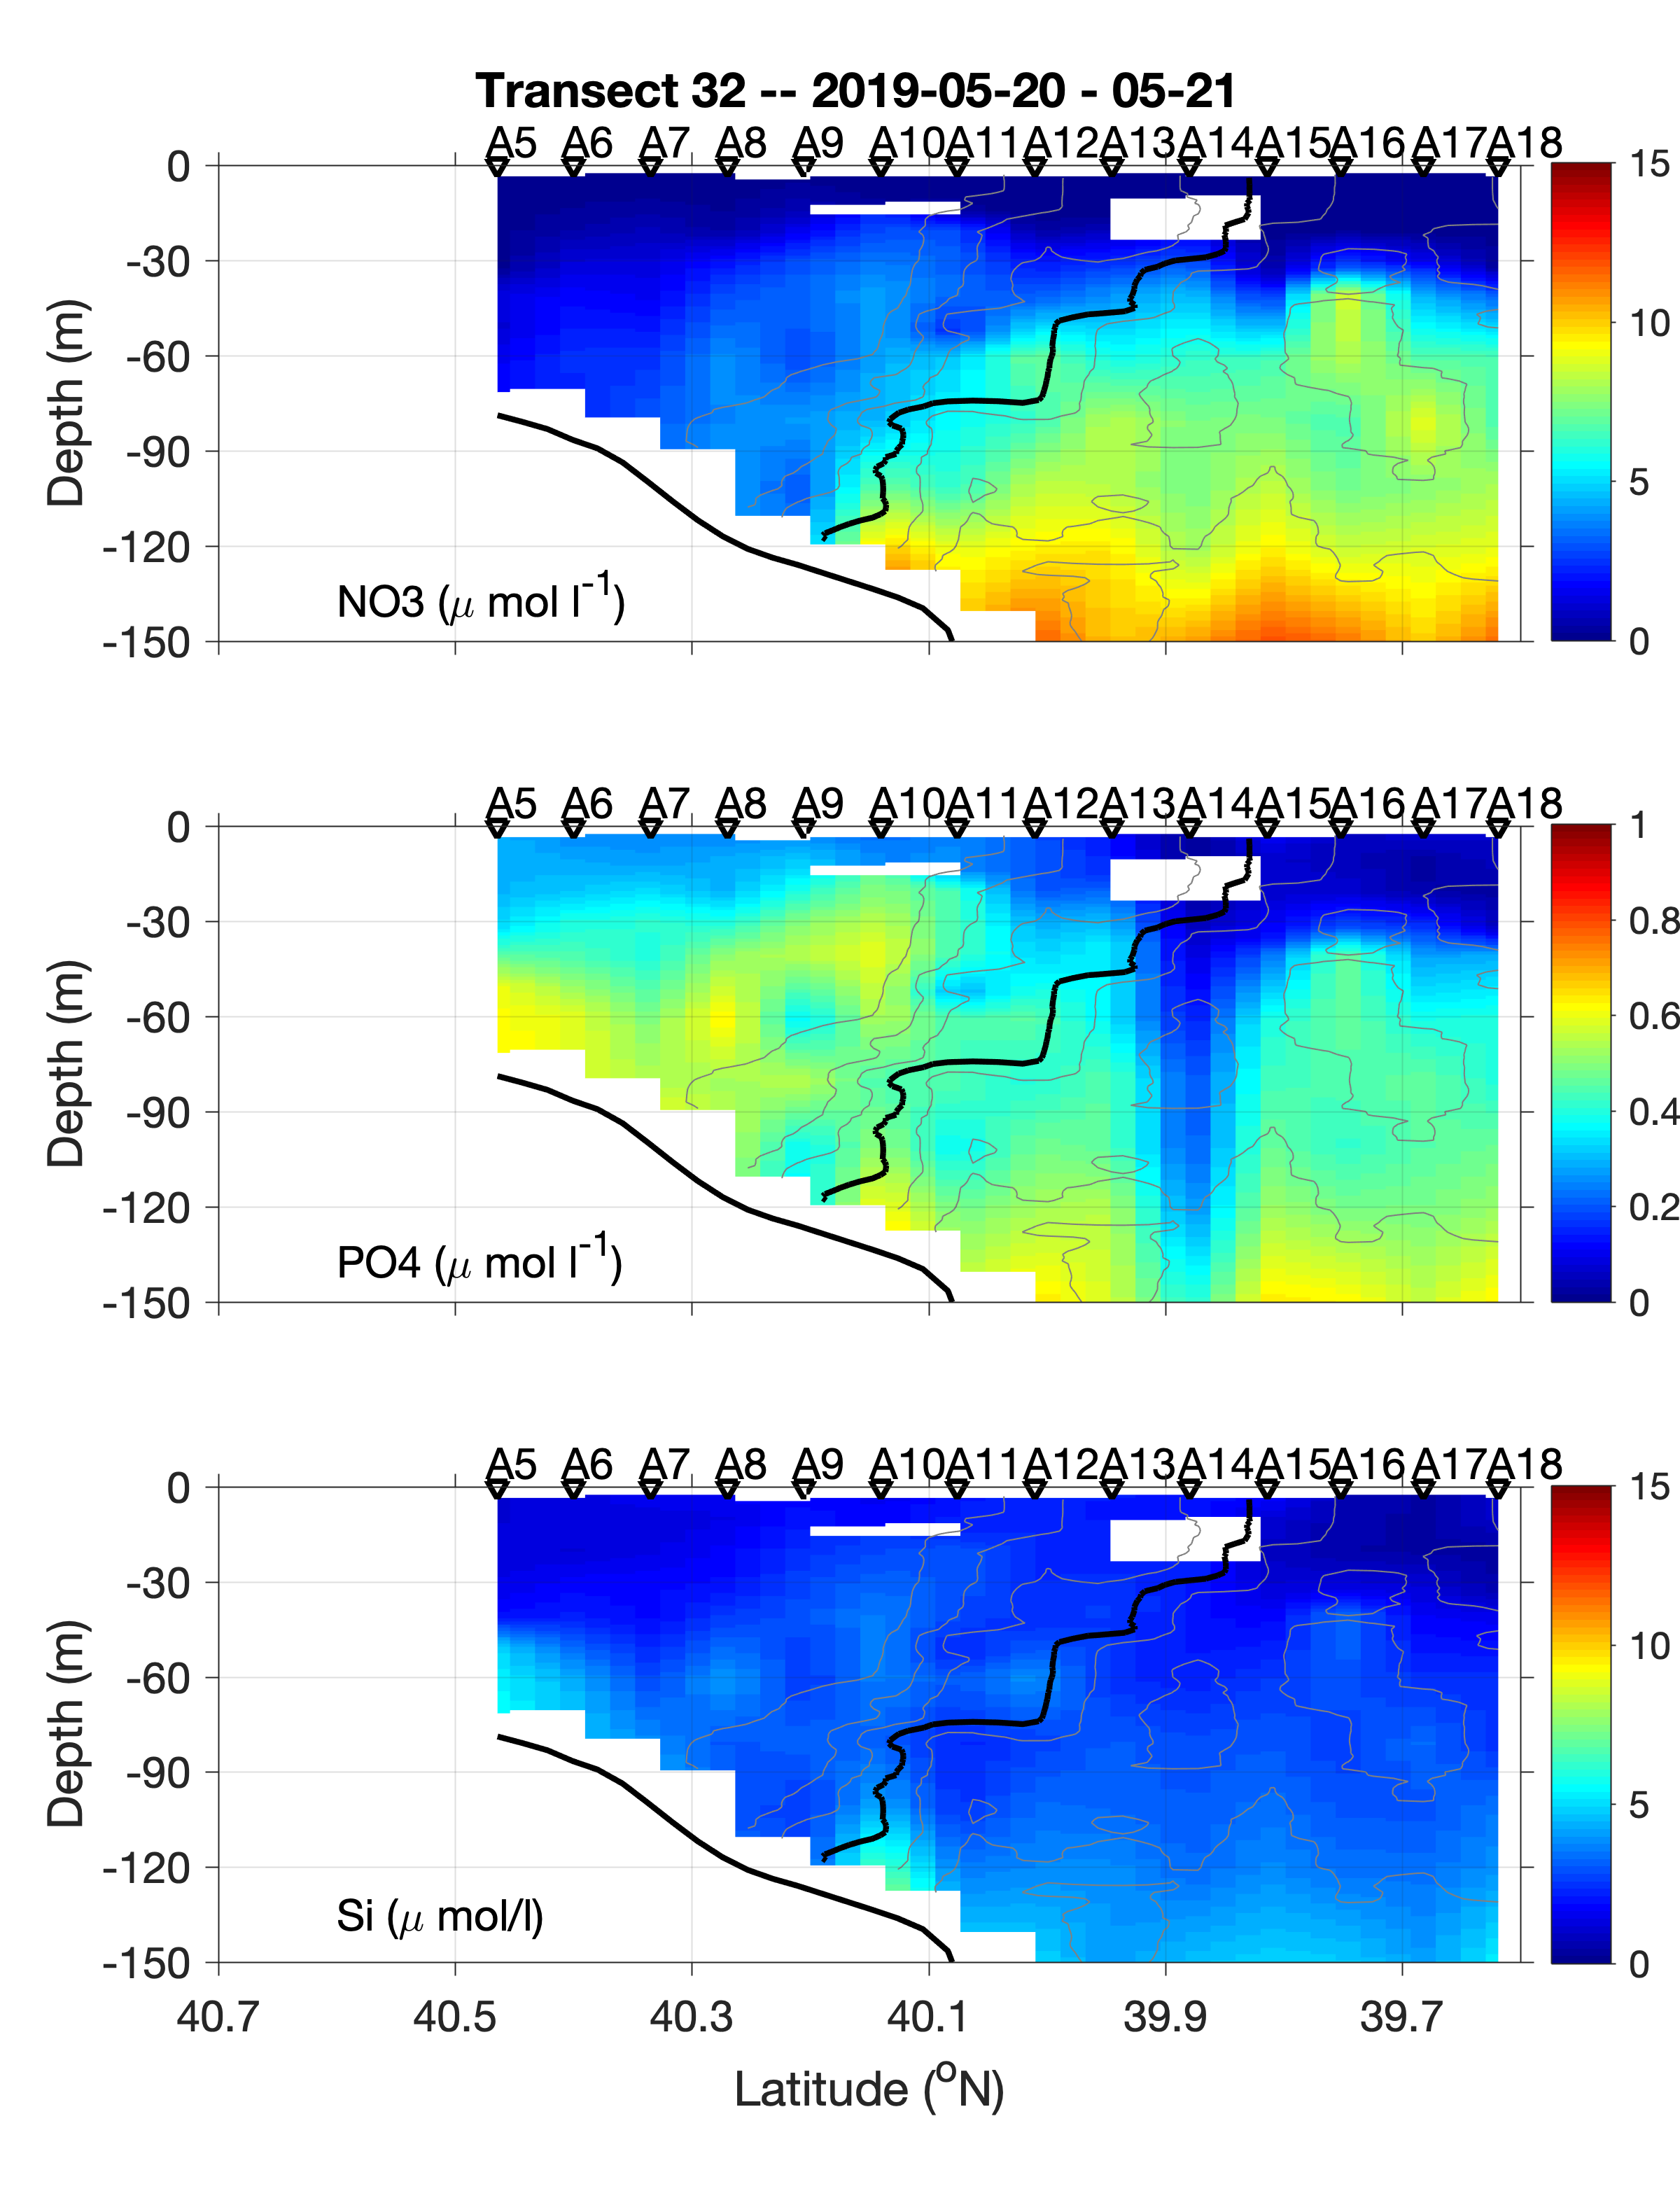 Transect 32 -- 2019-05-20 - 05-21
A5 A6 A7 A8 A9 A10 A11 A12 A13 A14 A15 A16 A17 A18
0
-30
-60
-90
-120
-150
Depth (m)
NO3 (μ mol l⁻¹)
15
10
5
0
A5 A6 A7 A8 A9 A10 A11 A12 A13 A14 A15 A16 A17 A18
0
-30
-60
-90
-120
-150
Depth (m)
PO4 (μ mol l⁻¹)
1
0.8
0.6
0.4
0.2
0
A5 A6 A7 A8 A9 A10 A11 A12 A13 A14 A15 A16 A17 A18
0
-30
-60
-90
-120
-150
Depth (m)
Si (μ mol/l)
15
10
5
0
40.7 40.5 40.3 40.1 39.9 39.7
Latitude (°N)